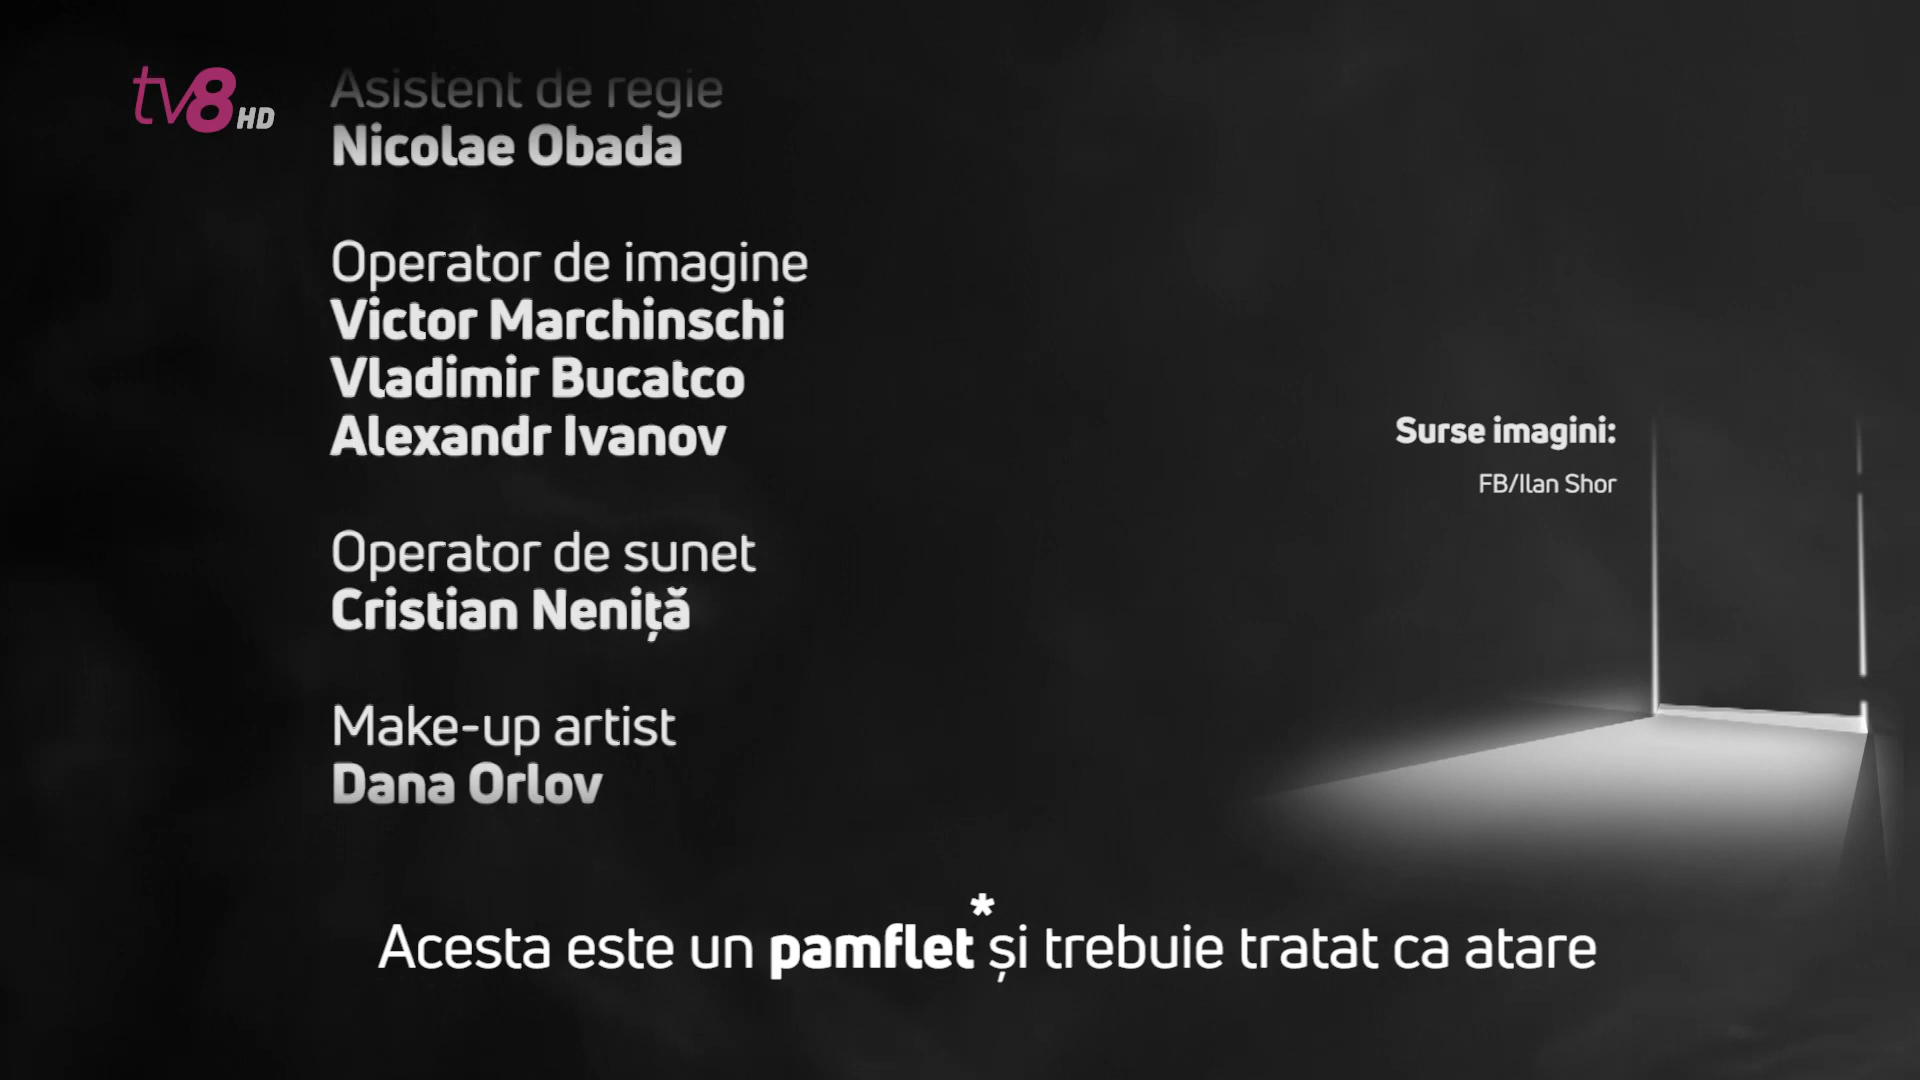 tv8 HD
Asistent de regie
Nicolae Obada
Operator de imagine
Victor Marchinschi
Vladimir Bucatco
Alexandr Ivanov
Operator de sunet
Cristian Neniță
Make-up artist
Dana Orlov
Surse imagini:
FB/Ilan Shor
Acesta este un pamflet* și trebuie tratat ca atare